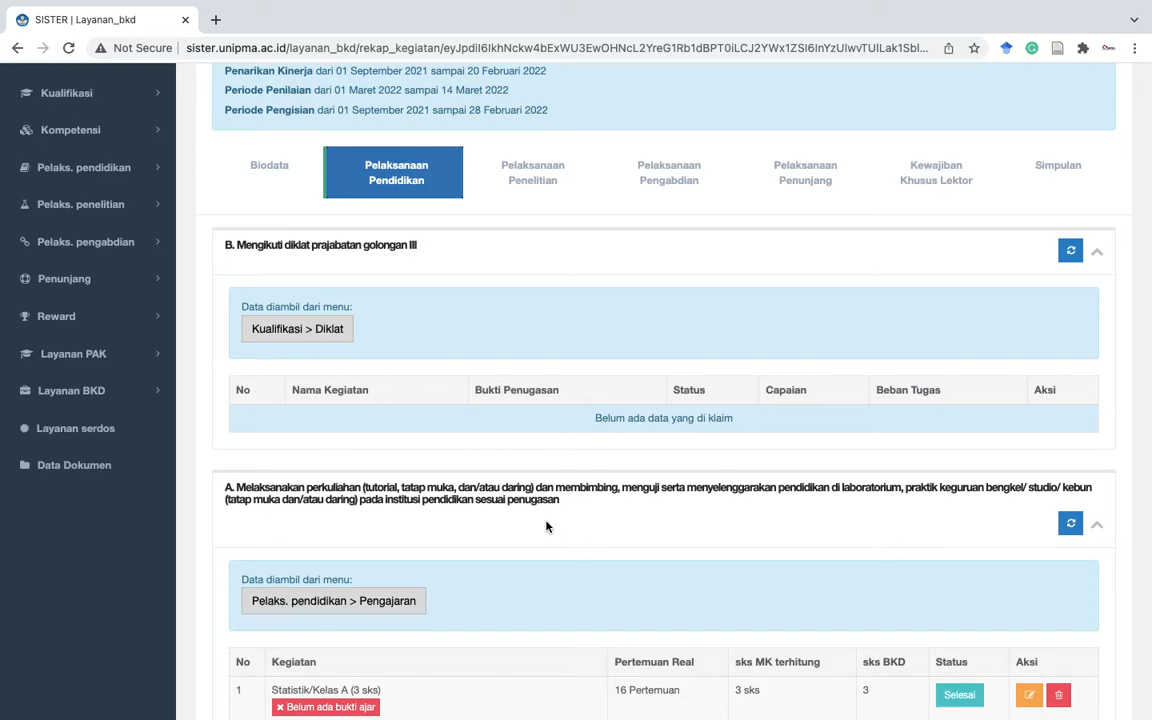 SISTER | Layanan_bkd
Not Secure
Penarikan Kinerja dari 01 September 2021 sampai 20 Februari 2022
Periode Penilaian dari 01 Maret 2022 sampai 14 Maret 2022
Periode Pengisian dari 01 September 2021 sampai 28 Februari 2022
Kualifikasi
Kompetensi
Pelaks. pendidikan
Pelaks. penelitian
Pelaks. pengabdian
Penunjang
Reward
Layanan PAK
Layanan BKD
Layanan serdos
Data Dokumen
Biodata
Pelaksanaan
Pendidikan
Pelaksanaan
Penelitian
Pelaksanaan
Pengabdian
Pelaksanaan
Penunjang
Kewajiban
Khusus Lektor
Simpulan
B. Mengikuti diklat prajabatan golongan III
Data diambil dari menu:
Kualifikasi > Diklat
No Nama Kegiatan Bukti Penugasan Status Capaian Beban Tugas Aksi
Belum ada data yang di klaim
A. Melaksanakan perkuliahan (tutorial, tatap muka, dan/atau daring) dan membimbing, menguji serta menyelenggarakan pendidikan di laboratorium, praktik keguruan bengkel/ studio/ kebun
(tatap muka dan/atau daring) pada institusi pendidikan sesuai penugasan
Data diambil dari menu:
Pelaks. pendidikan > Pengajaran
No Kegiatan Pertemuan Real sks MK terhitung sks BKD Status Aksi
1 Statistik/Kelas A (3 sks) 16 Pertemuan 3 sks 3 Selesai
Belum ada bukti ajar